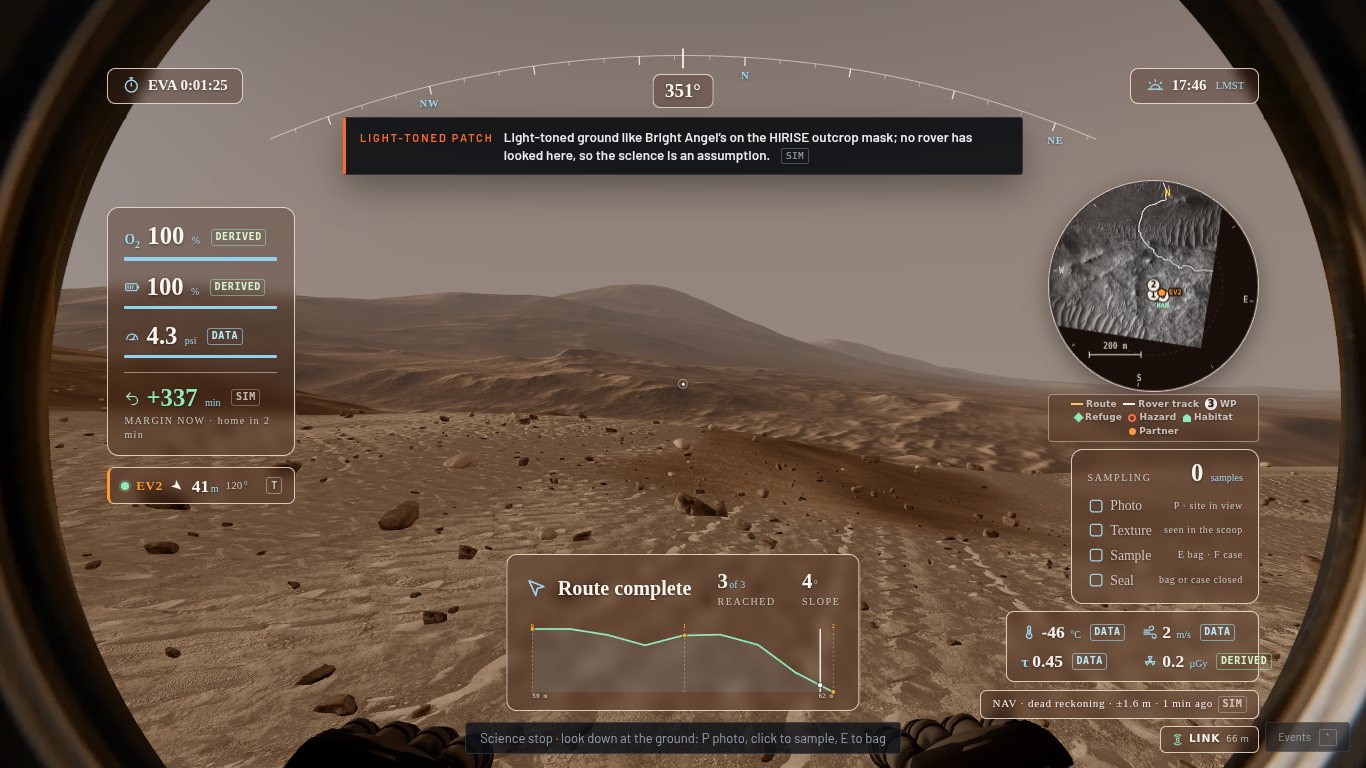 EVA 0:01:25
NW
351°
N
NE
17:46 LMST
LIGHT-TONED PATCH Light-toned ground like Bright Angel's on the HIRISE outcrop mask; no rover has
looked here, so the science is an assumption. SIM
O2 100 % DERIVED
100 % DERIVED
4.3 psi DATA
+337 min SIM
MARGIN NOW · home in 2
min
EV2 41 m 120° T
N
W
E
S
2
1
EV2
HAB
200 m
Route Rover track 3 WP
Refuge Hazard Habitat
Partner
SAMPLING 0 samples
Photo P · site in view
Texture seen in the scoop
Sample E bag · F case
Seal bag or case closed
-46 °C DATA 2 m/s DATA
τ 0.45 DATA 0.2 µGy DERIVED
NAV · dead reckoning · ±1.6 m · 1 min ago SIM
LINK 66 m
Events
Route complete 3 of 3 4°
REACHED SLOPE
1 2
59 m 62 m
Science stop · look down at the ground: P photo, click to sample, E to bag